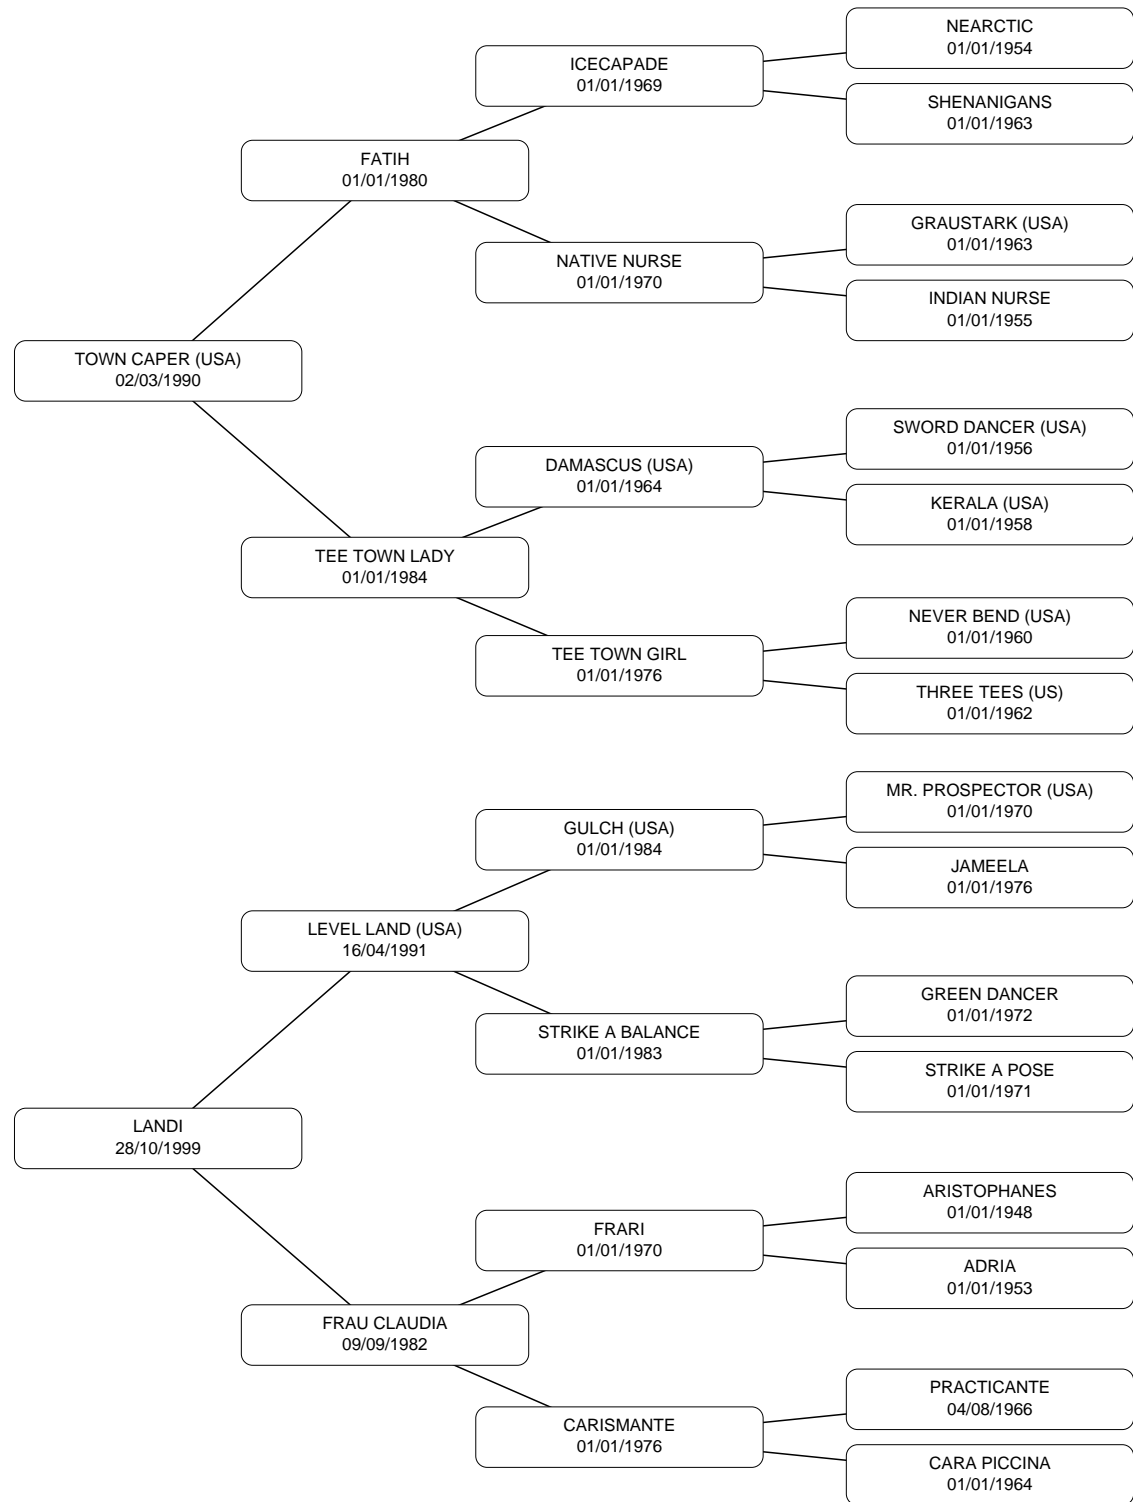 NEARCTIC
01/01/1954
ICECAPADE
01/01/1969
SHENANIGANS
01/01/1963
FATIH
01/01/1980
GRAUSTARK (USA)
01/01/1963
NATIVE NURSE
01/01/1970
INDIAN NURSE
01/01/1955
TOWN CAPER (USA)
02/03/1990
SWORD DANCER (USA)
01/01/1956
DAMASCUS (USA)
01/01/1964
KERALA (USA)
01/01/1958
TEE TOWN LADY
01/01/1984
NEVER BEND (USA)
01/01/1960
TEE TOWN GIRL
01/01/1976
THREE TEES (US)
01/01/1962
MR. PROSPECTOR (USA)
01/01/1970
GULCH (USA)
01/01/1984
JAMEELA
01/01/1976
LEVEL LAND (USA)
16/04/1991
GREEN DANCER
01/01/1972
STRIKE A BALANCE
01/01/1983
STRIKE A POSE
01/01/1971
LANDI
28/10/1999
ARISTOPHANES
01/01/1948
FRARI
01/01/1970
ADRIA
01/01/1953
FRAU CLAUDIA
09/09/1982
PRACTICANTE
04/08/1966
CARISMANTE
01/01/1976
CARA PICCINA
01/01/1964